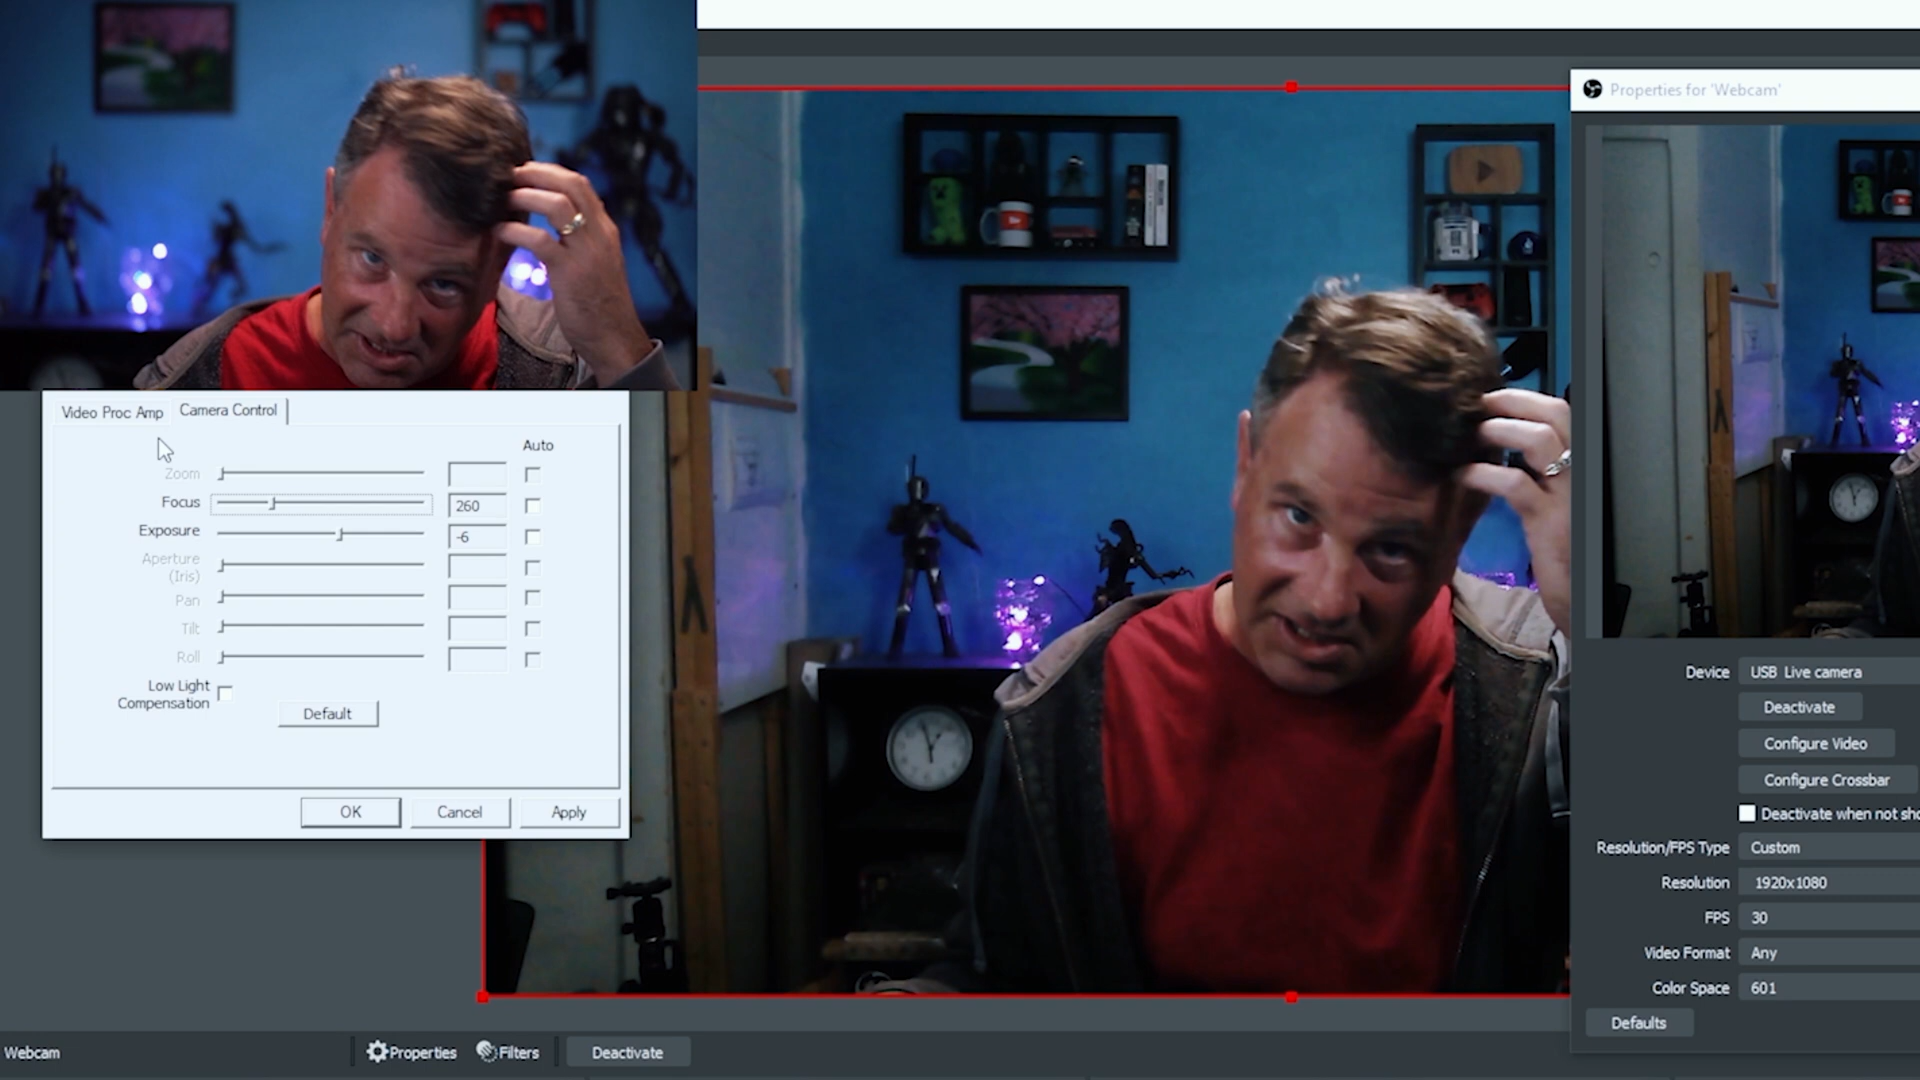 Properties for 'Webcam'
Video Proc Amp
Camera Control
Auto
Zoom
Focus
260
Exposure
-6
Aperture
(Iris)
Pan
Tilt
Roll
Low Light
Compensation
Default
OK
Cancel
Apply
Device
USB Live camera
Deactivate
Configure Video
Configure Crossbar
Deactivate when not sho
Resolution/FPS Type
Custom
Resolution
1920x1080
FPS
30
Video Format
Any
Color Space
601
Defaults
Webcam
Properties
Filters
Deactivate